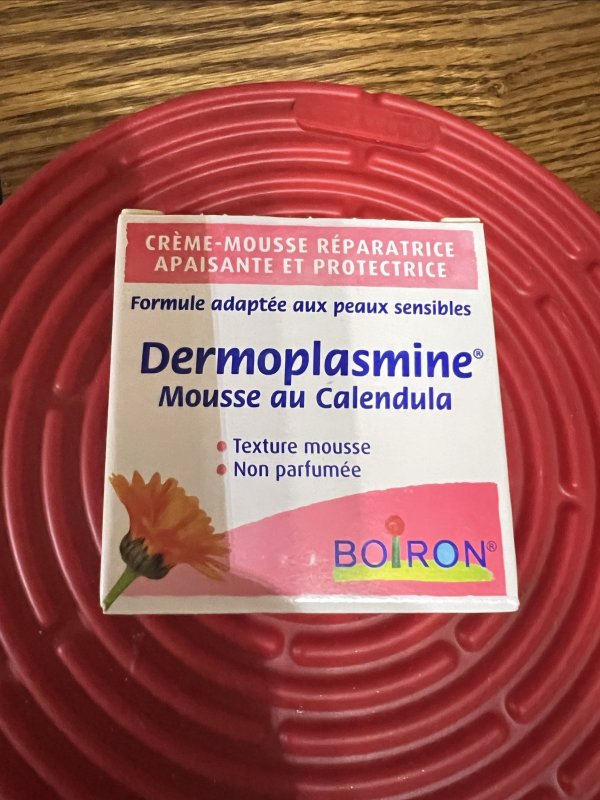 CRÈME-MOUSSE RÉPARATRICE
APAISANTE ET PROTECTRICE
Formule adaptée aux peaux sensibles
Dermoplasmine®
Mousse au Calendula
• Texture mousse
• Non parfumée
BOIRON®